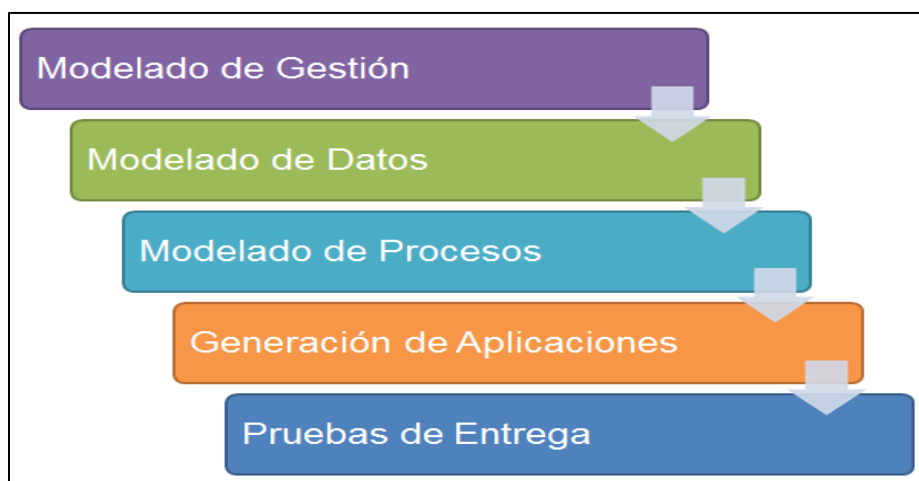 Modelado de Gestión
Modelado de Datos
Modelado de Procesos
Generación de Aplicaciones
Pruebas de Entrega